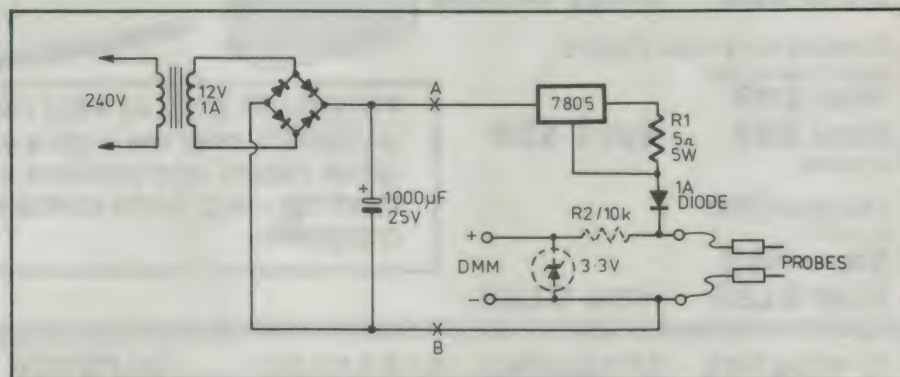 240V
12V
1A
A
7805
R1
5Ω
5W
1A
DIODE
+
1000µF
25V
R2/10k
+
DMM
3·3V
PROBES
–
B